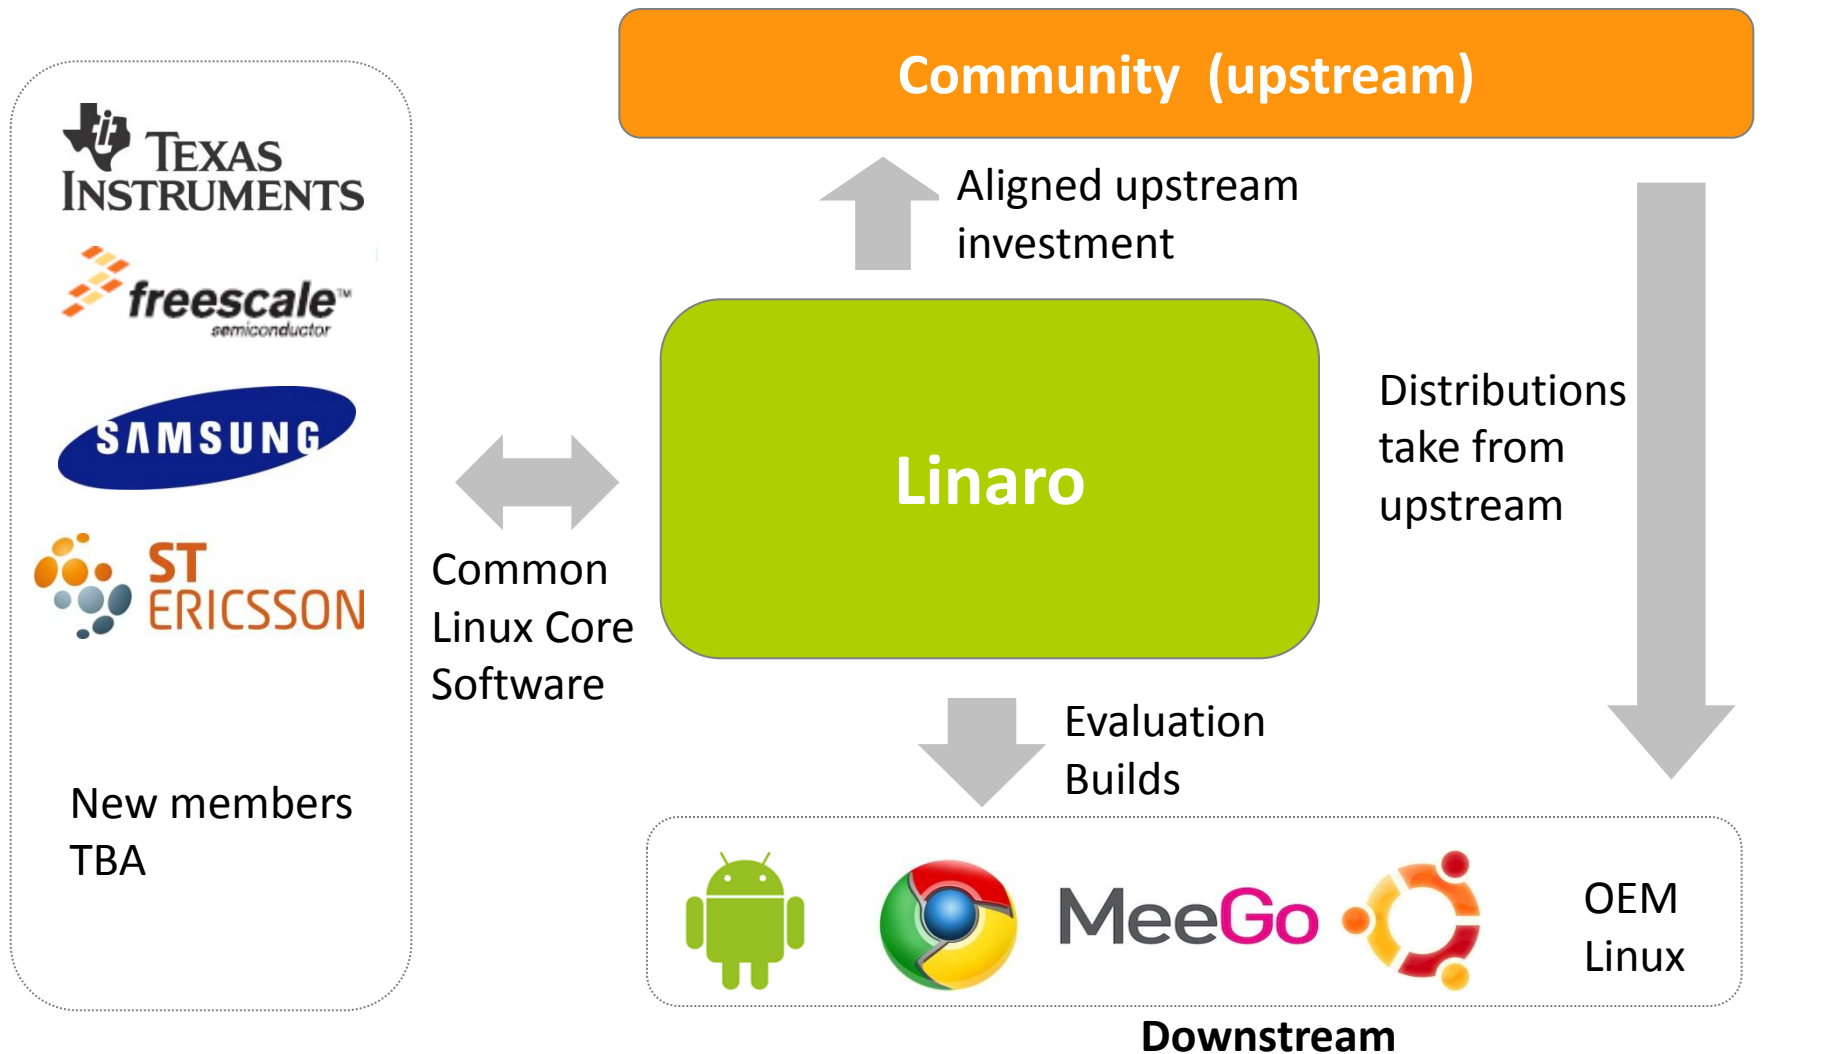 Community (upstream)
TEXAS
INSTRUMENTS
freescale™
semiconductor
SAMSUNG
ST
ERICSSON
New members
TBA
Aligned upstream
investment
Linaro
Common
Linux Core
Software
Distributions
take from
upstream
Evaluation
Builds
MeeGo
OEM
Linux
Downstream